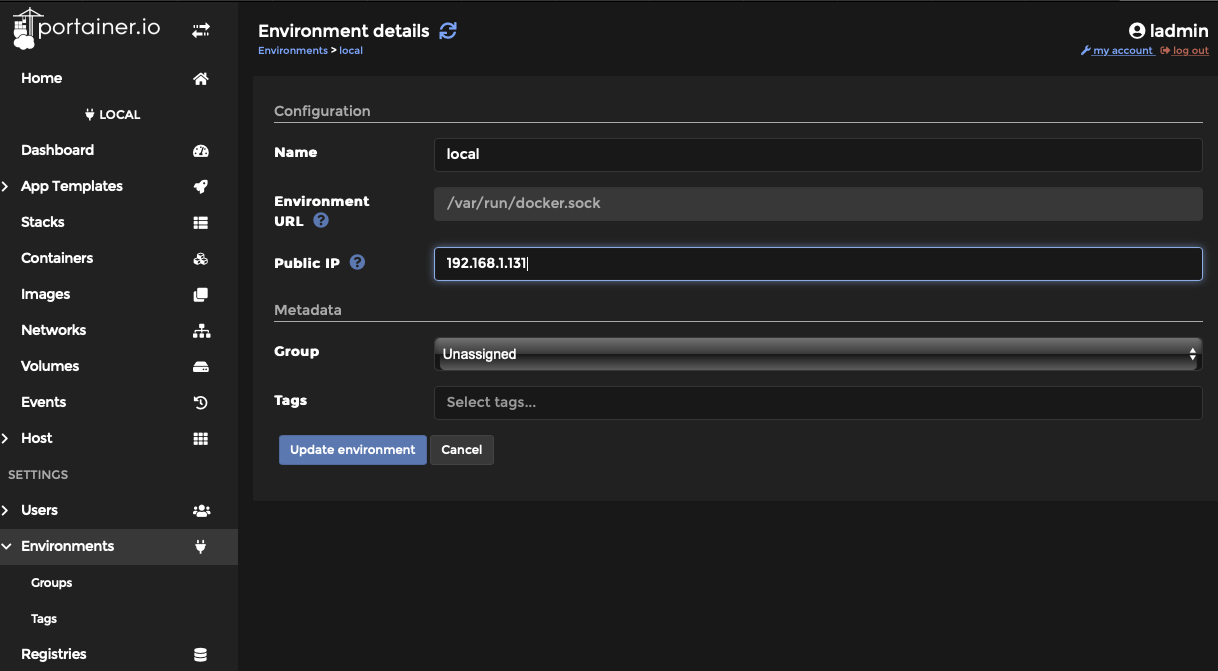 portainer.io
Home
LOCAL
Dashboard
App Templates
Stacks
Containers
Images
Networks
Volumes
Events
Host
SETTINGS
Users
Environments
Groups
Tags
Registries
Environment details
Environments > local
ladmin
my account log out
Configuration
Name
local
Environment
URL
/var/run/docker.sock
Public IP
192.168.1.131
Metadata
Group
Unassigned
Tags
Select tags...
Update environment
Cancel